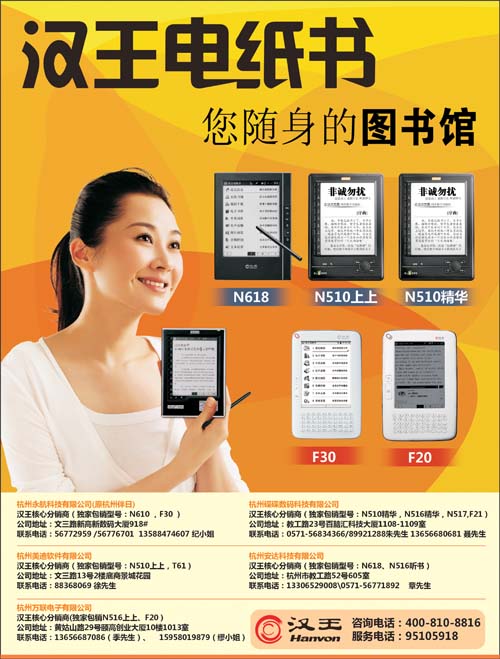 汉王电纸书
您随身的图书馆
非诚勿扰
非诚勿扰
N618
N510上上
N510精华
F30
F20
杭州永航科技有限公司(原杭州伴日)
汉王核心分销商（独家包销型号：N610 ，F30 ）
公司地址：文三路新高新数码大厦918#
联系电话：56772959 /56776701  13588474607 纪小姐
杭州美迪软件有限公司
汉王核心分销商（独家包销型号：N510上上，T61）
公司地址：文三路13号2楼底商景城花园
联系电话：88368069 徐先生
杭州万联电子有限公司
汉王核心分销商(独家包销N516上上、F20）
公司地址：黄姑山路29号颐高创业大厦10楼1013室
联系电话：13656687086（季先生）、 15958019879（缪小姐）
杭州碟碟数码科技有限公司
汉王核心分销商（独家包销型号：N510精华，N516精华，N517,F21）
公司地址：教工路23号百脑汇科技大厦1108-1109室
联系电话：0571-56834366/89921288朱先生 13656680681 聂先生
杭州安达科技有限公司
汉王核心分销商（独家包销型号：N618、N516听书）
公司地址：杭州市教工路52号605室
联系电话：13306529008\0571-56771892 章先生
汉王
Hanvon
咨询电话：400-810-8816
服务电话：95105918